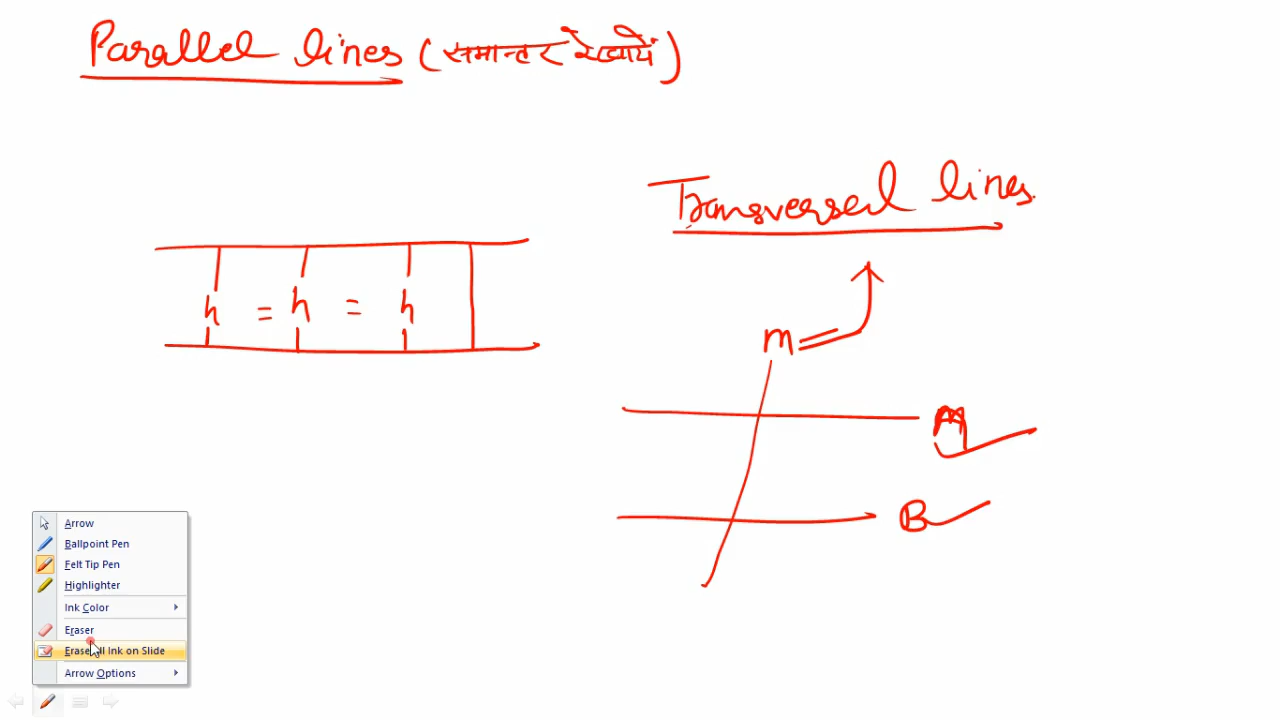 Parallel lines (समान्तर रेखायें)
Transversal lines
h = h = h
m
B
Arrow
Ballpoint Pen
Felt Tip Pen
Highlighter
Ink Color
Eraser
Erase All Ink on Slide
Arrow Options